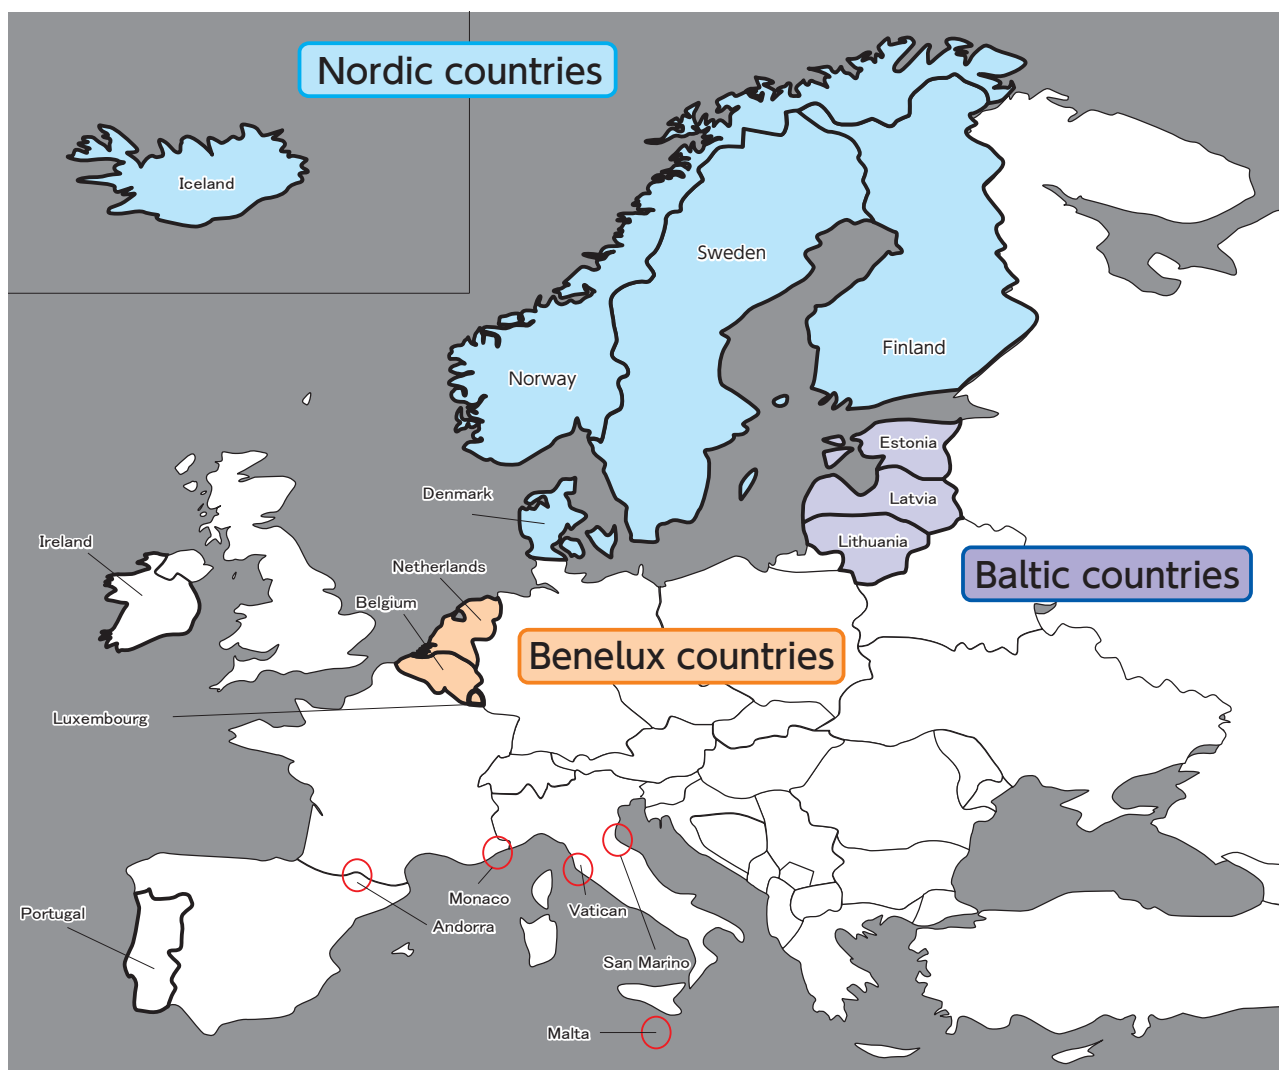 Nordic countries
Iceland
Sweden
Finland
Norway
Estonia
Denmark
Latvia
Ireland
Lithuania
Netherlands
Baltic countries
Belgium
Benelux countries
Luxembourg
Monaco
Portugal
Vatican
Andorra
San Marino
Malta